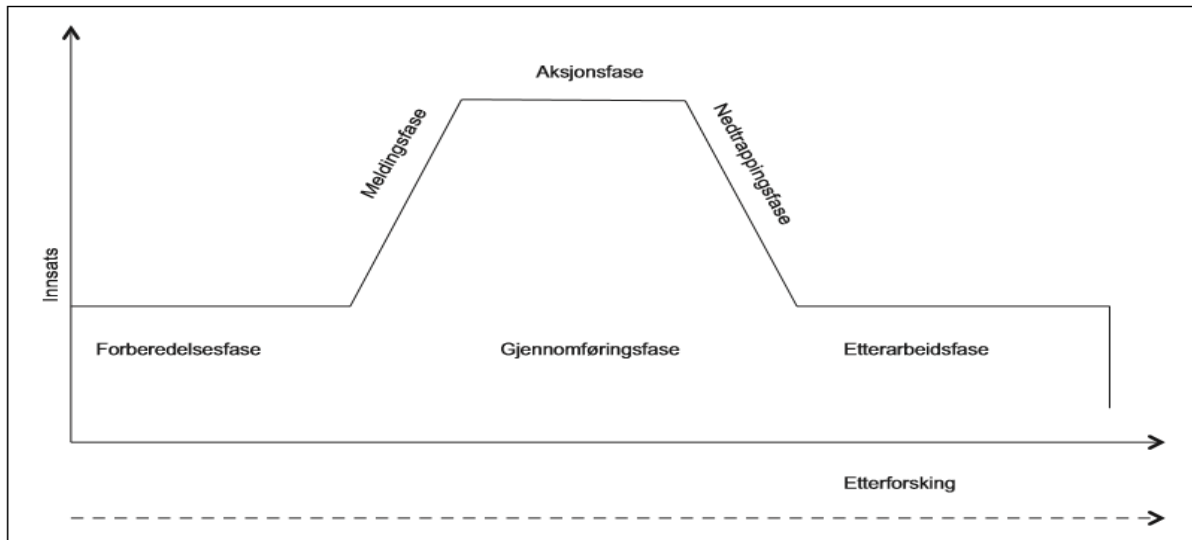 Aksjonsfase
Meldingsfase
Nedtrappingsfase
Innsats
Forberedelsesfase
Gjennomføringsfase
Etterarbeidsfase
Etterforsking